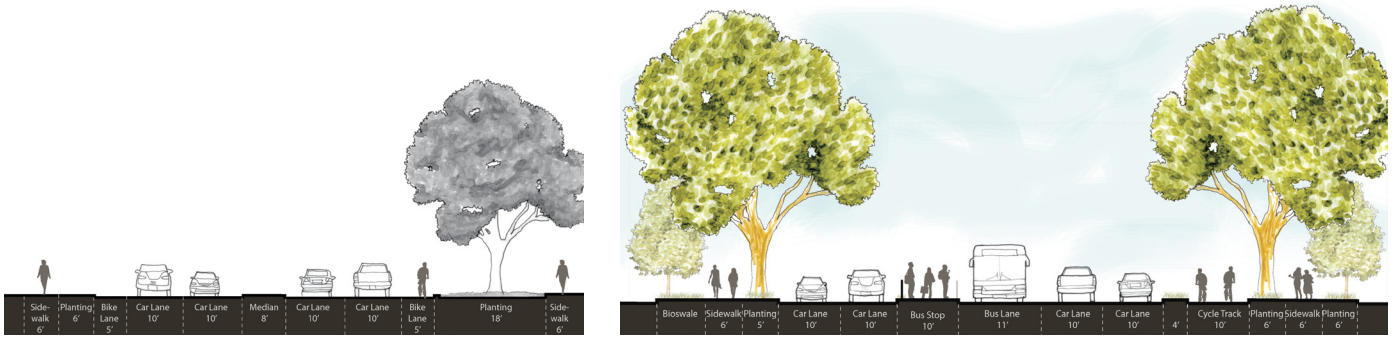 Side-
walk
6'
Planting
6'
Bike
Lane
5'
Car Lane
10'
Car Lane
10'
Median
8'
Car Lane
10'
Car Lane
10'
Bike
Lane
5'
Planting
18'
Side-
walk
6'
Bioswale
Sidewalk
6'
Planting
5'
Car Lane
10'
Car Lane
10'
Bus Stop
10'
Bus Lane
11'
Car Lane
10'
Car Lane
10'
4'
Cycle Track
10'
Planting
6'
Sidewalk
6'
Planting
6'